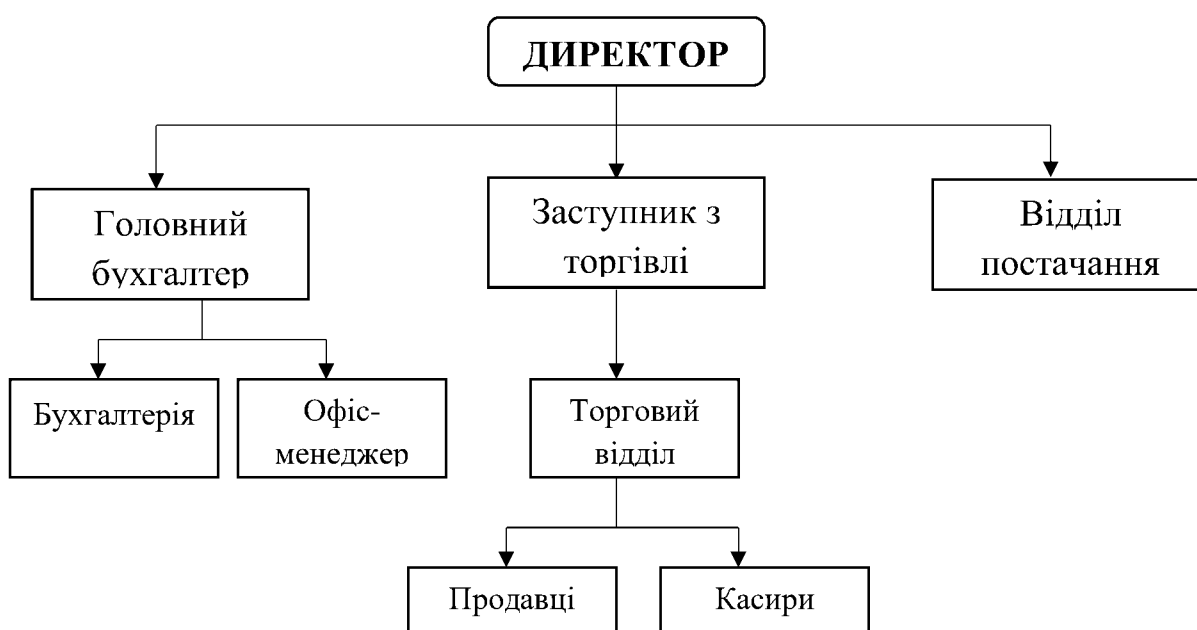 ДИРЕКТОР
Головний
бухгалтер
Заступник з
торгівлі
Відділ
постачання
Бухгалтерія
Офіс-
менеджер
Торговий
відділ
Продавці
Касири